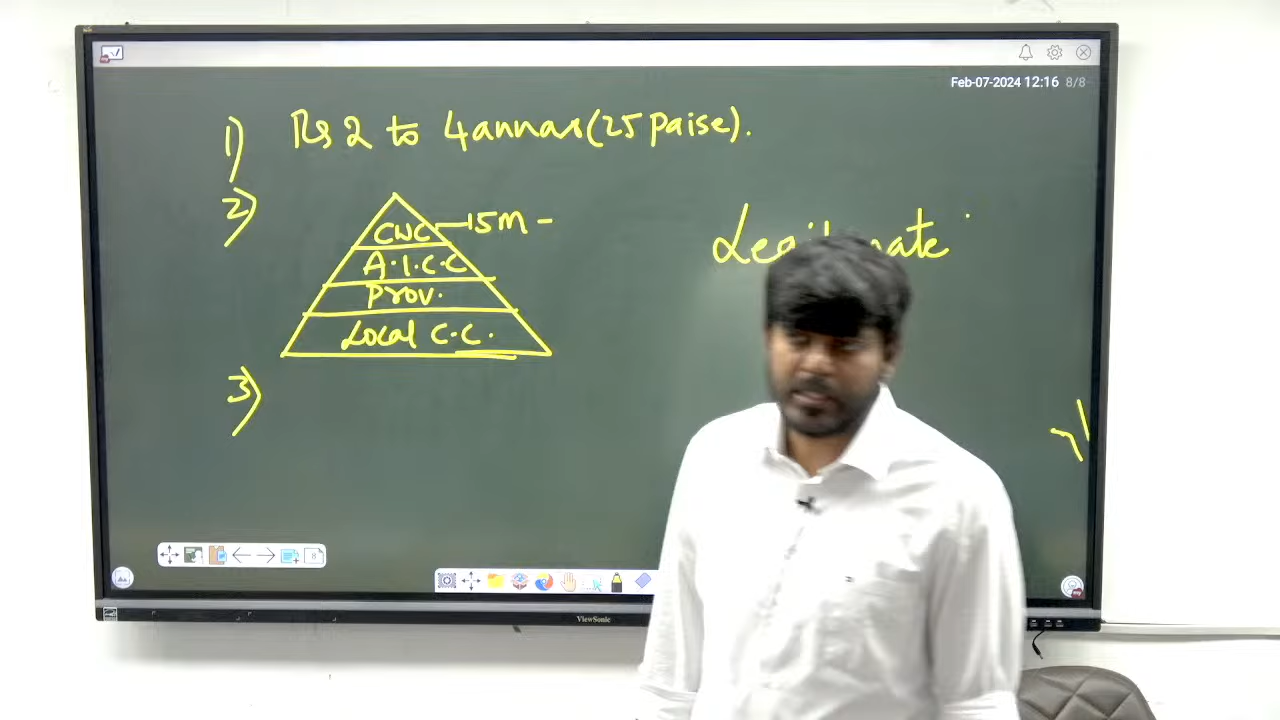 Feb-07-2024 12:16 8/8
1) Rs 2 to 4 annas (25 paise).
2)
CWC - 15M -
A.I.C.C
Prov.
Local C.C.
3)
8
ViewSonic